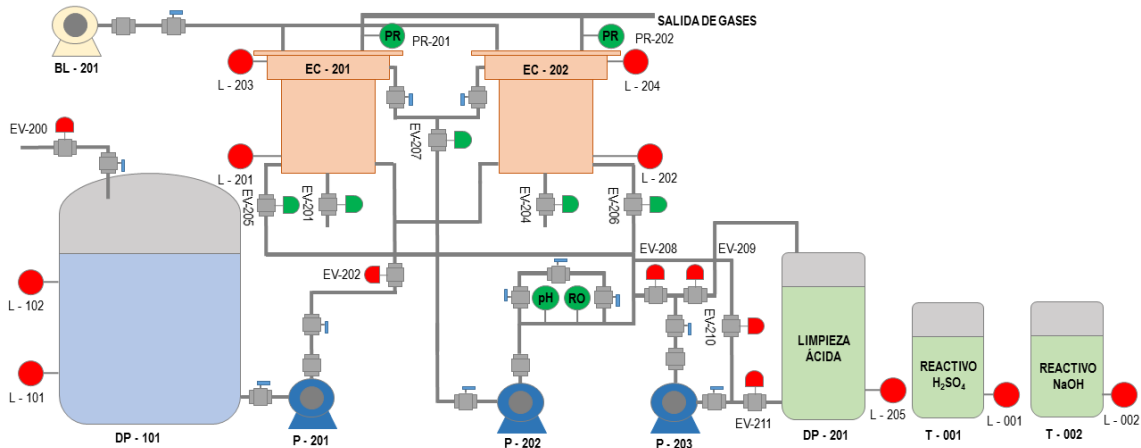 SALIDA DE GASES
PR
PR-201
PR
PR-202
BL - 201
EC - 201
EC - 202
L - 203
L - 204
EV-200
EV-207
L - 201
L - 202
EV-205
EV-201
EV-204
EV-206
EV-208
EV-209
EV-202
L - 102
pH
RO
EV-210
LIMPIEZA
ÁCIDA
REACTIVO
H₂SO₄
REACTIVO
NaOH
L - 101
L - 205
L - 001
L - 002
EV-211
DP - 101
P - 201
P - 202
P - 203
DP - 201
T - 001
T - 002